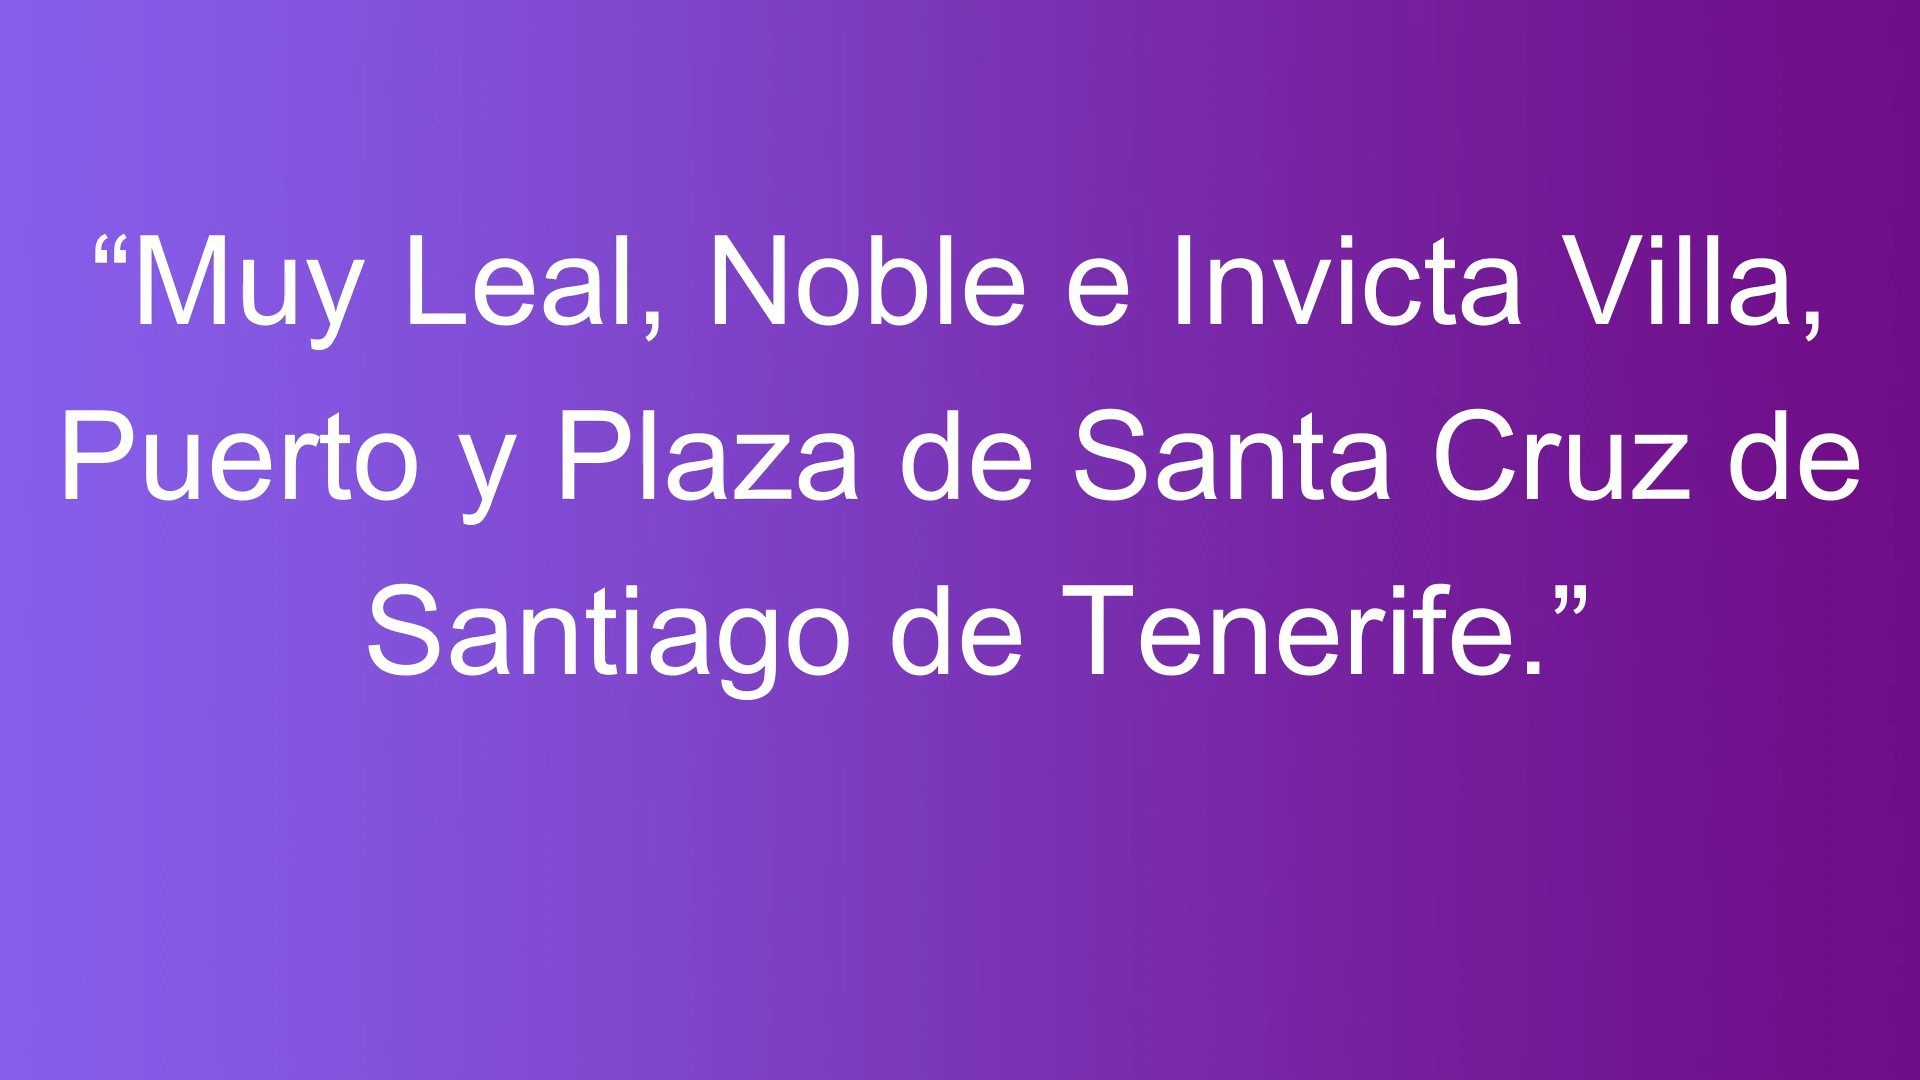 “Muy Leal, Noble e Invicta Villa,
Puerto y Plaza de Santa Cruz de
Santiago de Tenerife.”